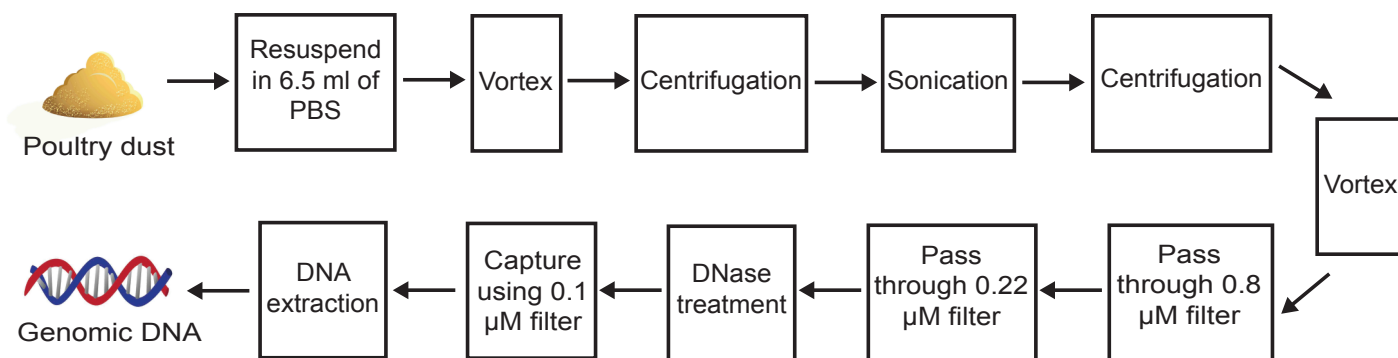 Poultry dust
Resuspend
in 6.5 ml of
PBS
Vortex
Centrifugation
Sonication
Centrifugation
Vortex
Pass
through 0.8
µM filter
Pass
through 0.22
µM filter
DNase
treatment
Capture
using 0.1
µM filter
DNA
extraction
Genomic DNA